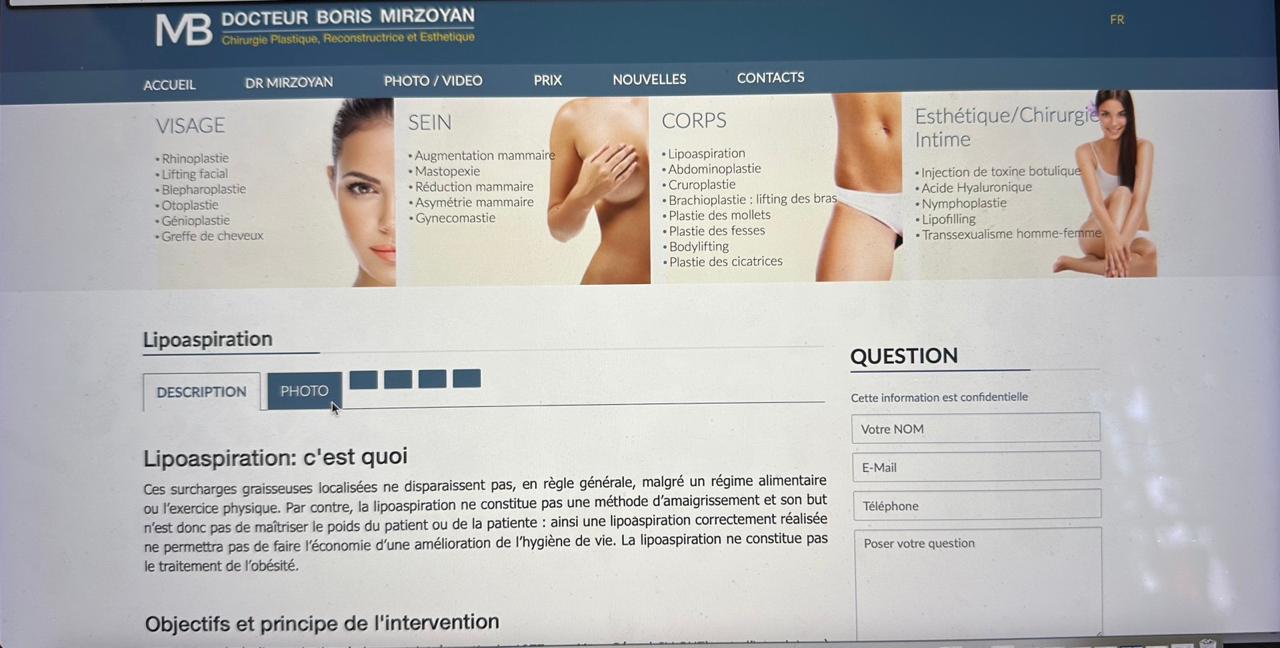 MB DOCTEUR BORIS MIRZOYAN
Chirurgie Plastique, Reconstructrice et Esthetique
FR
ACCUEIL DR MIRZOYAN PHOTO / VIDEO PRIX NOUVELLES CONTACTS
VISAGE
• Rhinoplastie
• Lifting facial
• Blepharoplastie
• Otoplastie
• Génioplastie
• Greffe de cheveux
SEIN
• Augmentation mammaire
• Mastopexie
• Réduction mammaire
• Asymétrie mammaire
• Gynecomastie
CORPS
• Lipoaspiration
• Abdominoplastie
• Cruroplastie
• Brachioplastie : lifting des bras
• Plastie des mollets
• Plastie des fesses
• Bodylifting
• Plastie des cicatrices
Esthétique/Chirurgie
Intime
• Injection de toxine botulique
• Acide Hyaluronique
• Nymphoplastie
• Lipofilling
• Transsexualisme homme-femme
Lipoaspiration
DESCRIPTION PHOTO
Lipoaspiration: c'est quoi
Ces surcharges graisseuses localisées ne disparaissent pas, en règle générale, malgré un régime alimentaire
ou l'exercice physique. Par contre, la lipoaspiration ne constitue pas une méthode d'amaigrissement et son but
n'est donc pas de maîtriser le poids du patient ou de la patiente : ainsi une lipoaspiration correctement réalisée
ne permettra pas de faire l'économie d'une amélioration de l'hygiène de vie. La lipoaspiration ne constitue pas
le traitement de l'obésité.
Objectifs et principe de l'intervention
QUESTION
Cette information est confidentielle
Votre NOM
E-Mail
Téléphone
Poser votre question